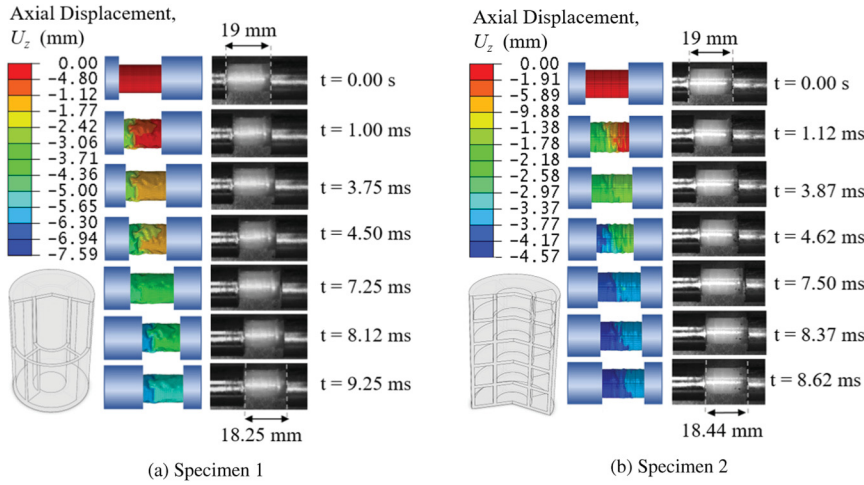 Axial Displacement,
U_z (mm)
0.00
-4.80
-1.12
-1.77
-2.42
-3.06
-3.71
-4.36
-5.00
-5.65
-6.30
-6.94
-7.59
19 mm
t = 0.00 s
t = 1.00 ms
t = 3.75 ms
t = 4.50 ms
t = 7.25 ms
t = 8.12 ms
t = 9.25 ms
18.25 mm
(a) Specimen 1
Axial Displacement,
U_z (mm)
0.00
-1.91
-5.89
-9.88
-1.38
-1.78
-2.18
-2.58
-2.97
-3.37
-3.77
-4.17
-4.57
19 mm
t = 0.00 s
t = 1.12 ms
t = 3.87 ms
t = 4.62 ms
t = 7.50 ms
t = 8.37 ms
t = 8.62 ms
18.44 mm
(b) Specimen 2